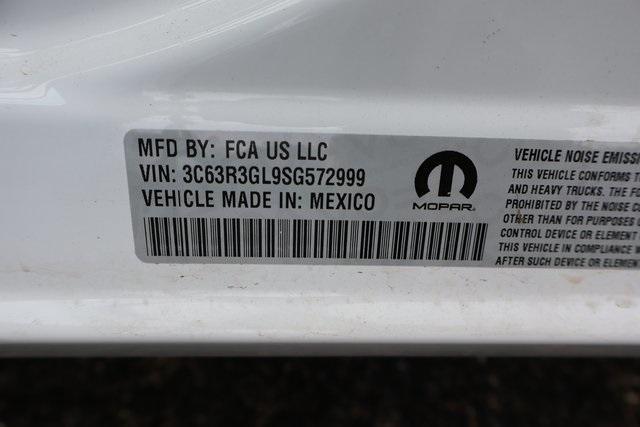 MFD BY: FCA US LLC
VIN: 3C63R3GL9SG572999
VEHICLE MADE IN: MEXICO
MOPAR
VEHICLE NOISE EMISSI
THIS VEHICLE CONFORMS T
AND HEAVY TRUCKS. THE F
PROHIBITED BY THE NOISE CO
OTHER THAN FOR PURPOSES
CONTROL DEVICE OR ELEMENT
THIS VEHICLE IN COMPLIANCE W
AFTER SUCH DEVICE OR ELEMEN